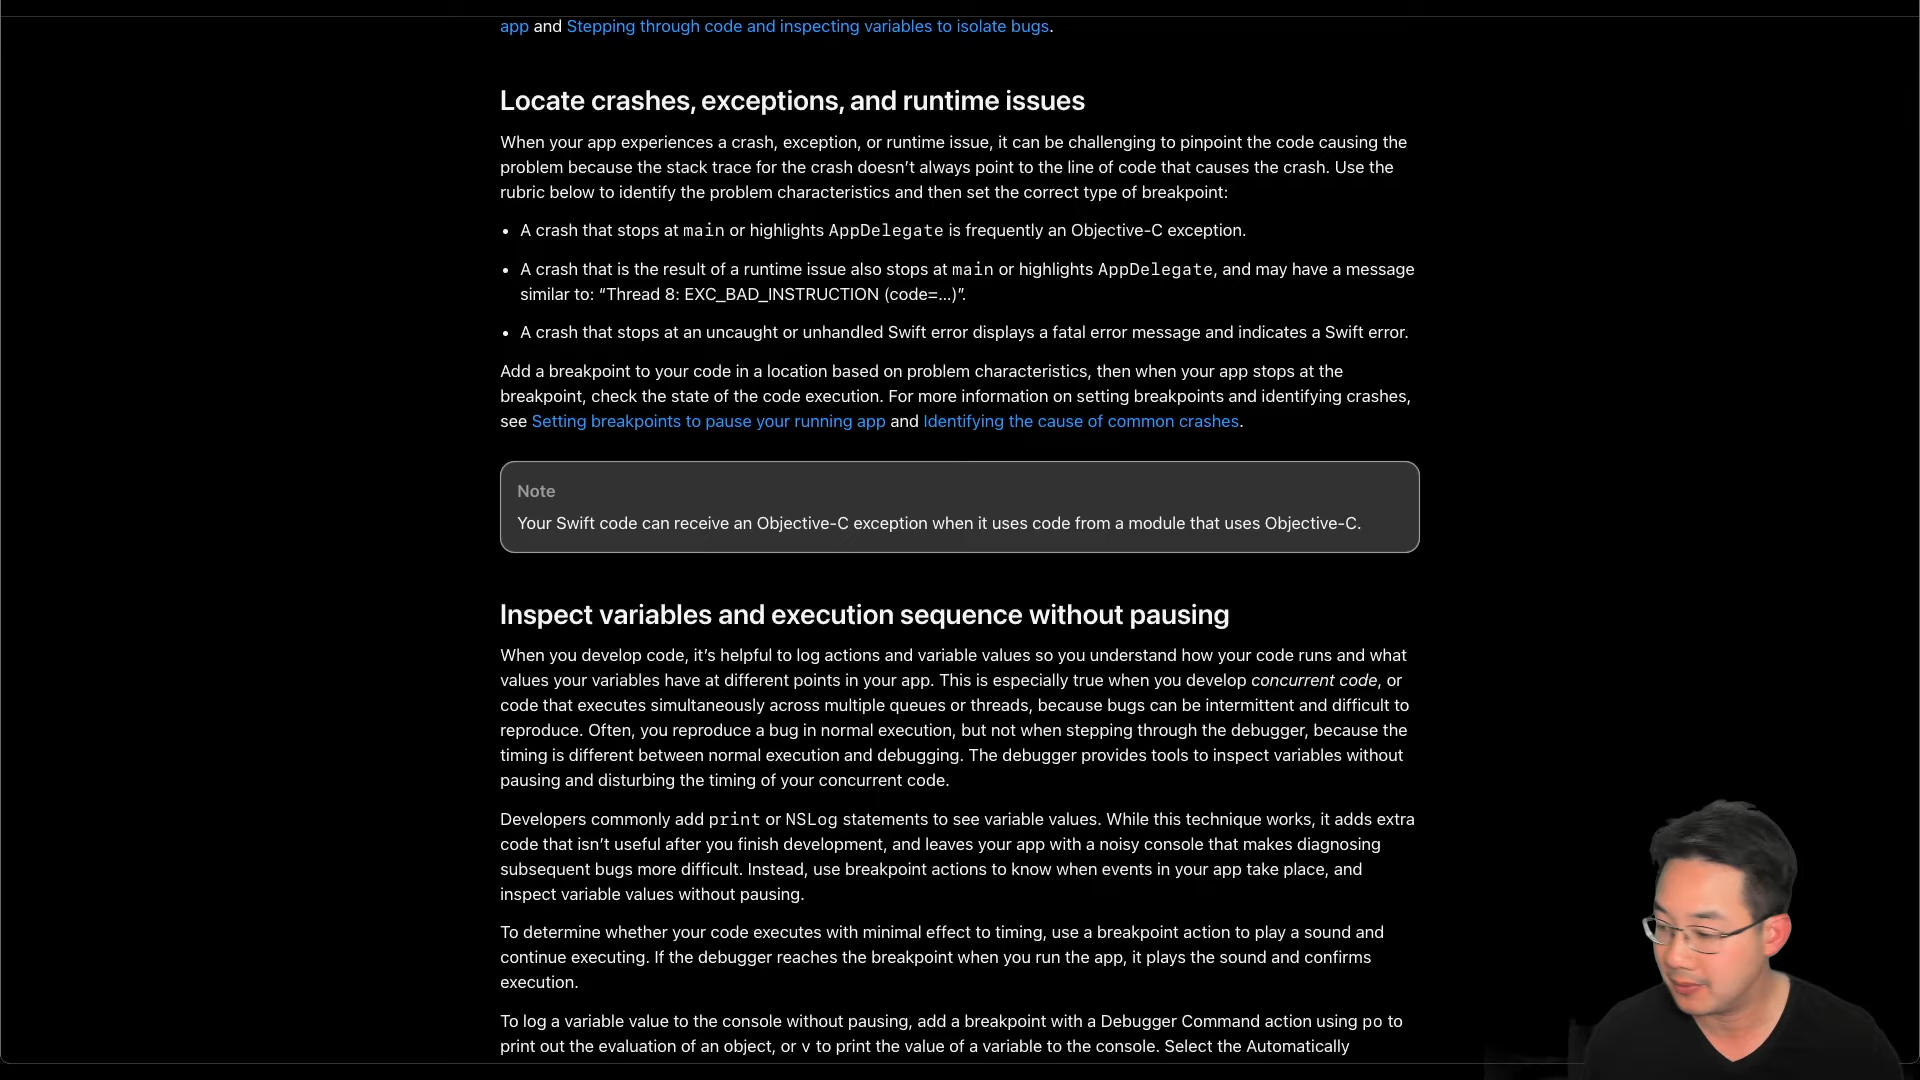 app and Stepping through code and inspecting variables to isolate bugs.
Locate crashes, exceptions, and runtime issues
When your app experiences a crash, exception, or runtime issue, it can be challenging to pinpoint the code causing the
problem because the stack trace for the crash doesn’t always point to the line of code that causes the crash. Use the
rubric below to identify the problem characteristics and then set the correct type of breakpoint:
• A crash that stops at main or highlights AppDelegate is frequently an Objective-C exception.
• A crash that is the result of a runtime issue also stops at main or highlights AppDelegate, and may have a message
similar to: “Thread 8: EXC_BAD_INSTRUCTION (code=...)”.
• A crash that stops at an uncaught or unhandled Swift error displays a fatal error message and indicates a Swift error.
Add a breakpoint to your code in a location based on problem characteristics, then when your app stops at the
breakpoint, check the state of the code execution. For more information on setting breakpoints and identifying crashes,
see Setting breakpoints to pause your running app and Identifying the cause of common crashes.
Note
Your Swift code can receive an Objective-C exception when it uses code from a module that uses Objective-C.
Inspect variables and execution sequence without pausing
When you develop code, it’s helpful to log actions and variable values so you understand how your code runs and what
values your variables have at different points in your app. This is especially true when you develop concurrent code, or
code that executes simultaneously across multiple queues or threads, because bugs can be intermittent and difficult to
reproduce. Often, you reproduce a bug in normal execution, but not when stepping through the debugger, because the
timing is different between normal execution and debugging. The debugger provides tools to inspect variables without
pausing and disturbing the timing of your concurrent code.
Developers commonly add print or NSLog statements to see variable values. While this technique works, it adds extra
code that isn’t useful after you finish development, and leaves your app with a noisy console that makes diagnosing
subsequent bugs more difficult. Instead, use breakpoint actions to know when events in your app take place, and
inspect variable values without pausing.
To determine whether your code executes with minimal effect to timing, use a breakpoint action to play a sound and
continue executing. If the debugger reaches the breakpoint when you run the app, it plays the sound and confirms
execution.
To log a variable value to the console without pausing, add a breakpoint with a Debugger Command action using po to
print out the evaluation of an object, or v to print the value of a variable to the console. Select the Automatically